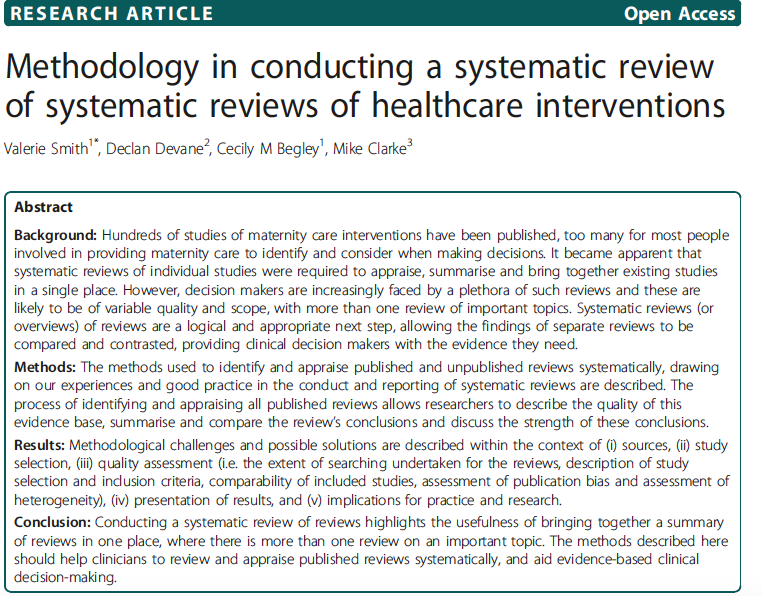 RESEARCH ARTICLE Open Access
Methodology in conducting a systematic review
of systematic reviews of healthcare interventions
Valerie Smith1*, Declan Devane2, Cecily M Begley1, Mike Clarke3
Abstract
Background: Hundreds of studies of maternity care interventions have been published, too many for most people
involved in providing maternity care to identify and consider when making decisions. It became apparent that
systematic reviews of individual studies were required to appraise, summarise and bring together existing studies
in a single place. However, decision makers are increasingly faced by a plethora of such reviews and these are
likely to be of variable quality and scope, with more than one review of important topics. Systematic reviews (or
overviews) of reviews are a logical and appropriate next step, allowing the findings of separate reviews to be
compared and contrasted, providing clinical decision makers with the evidence they need.
Methods: The methods used to identify and appraise published and unpublished reviews systematically, drawing
on our experiences and good practice in the conduct and reporting of systematic reviews are described. The
process of identifying and appraising all published reviews allows researchers to describe the quality of this
evidence base, summarise and compare the review's conclusions and discuss the strength of these conclusions.
Results: Methodological challenges and possible solutions are described within the context of (i) sources, (ii) study
selection, (iii) quality assessment (i.e. the extent of searching undertaken for the reviews, description of study
selection and inclusion criteria, comparability of included studies, assessment of publication bias and assessment of
heterogeneity), (iv) presentation of results, and (v) implications for practice and research.
Conclusion: Conducting a systematic review of reviews highlights the usefulness of bringing together a summary
of reviews in one place, where there is more than one review on an important topic. The methods described here
should help clinicians to review and appraise published reviews systematically, and aid evidence-based clinical
decision-making.